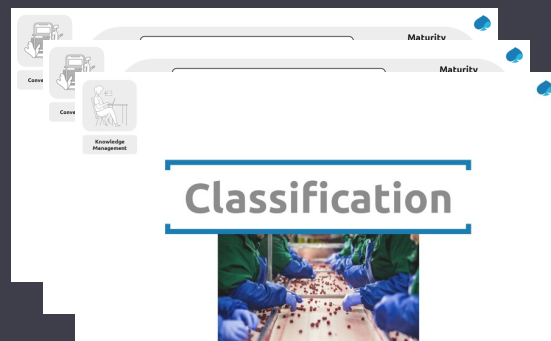 Maturity
Conve
Maturity
Conve
Knowledge
Management
Classification